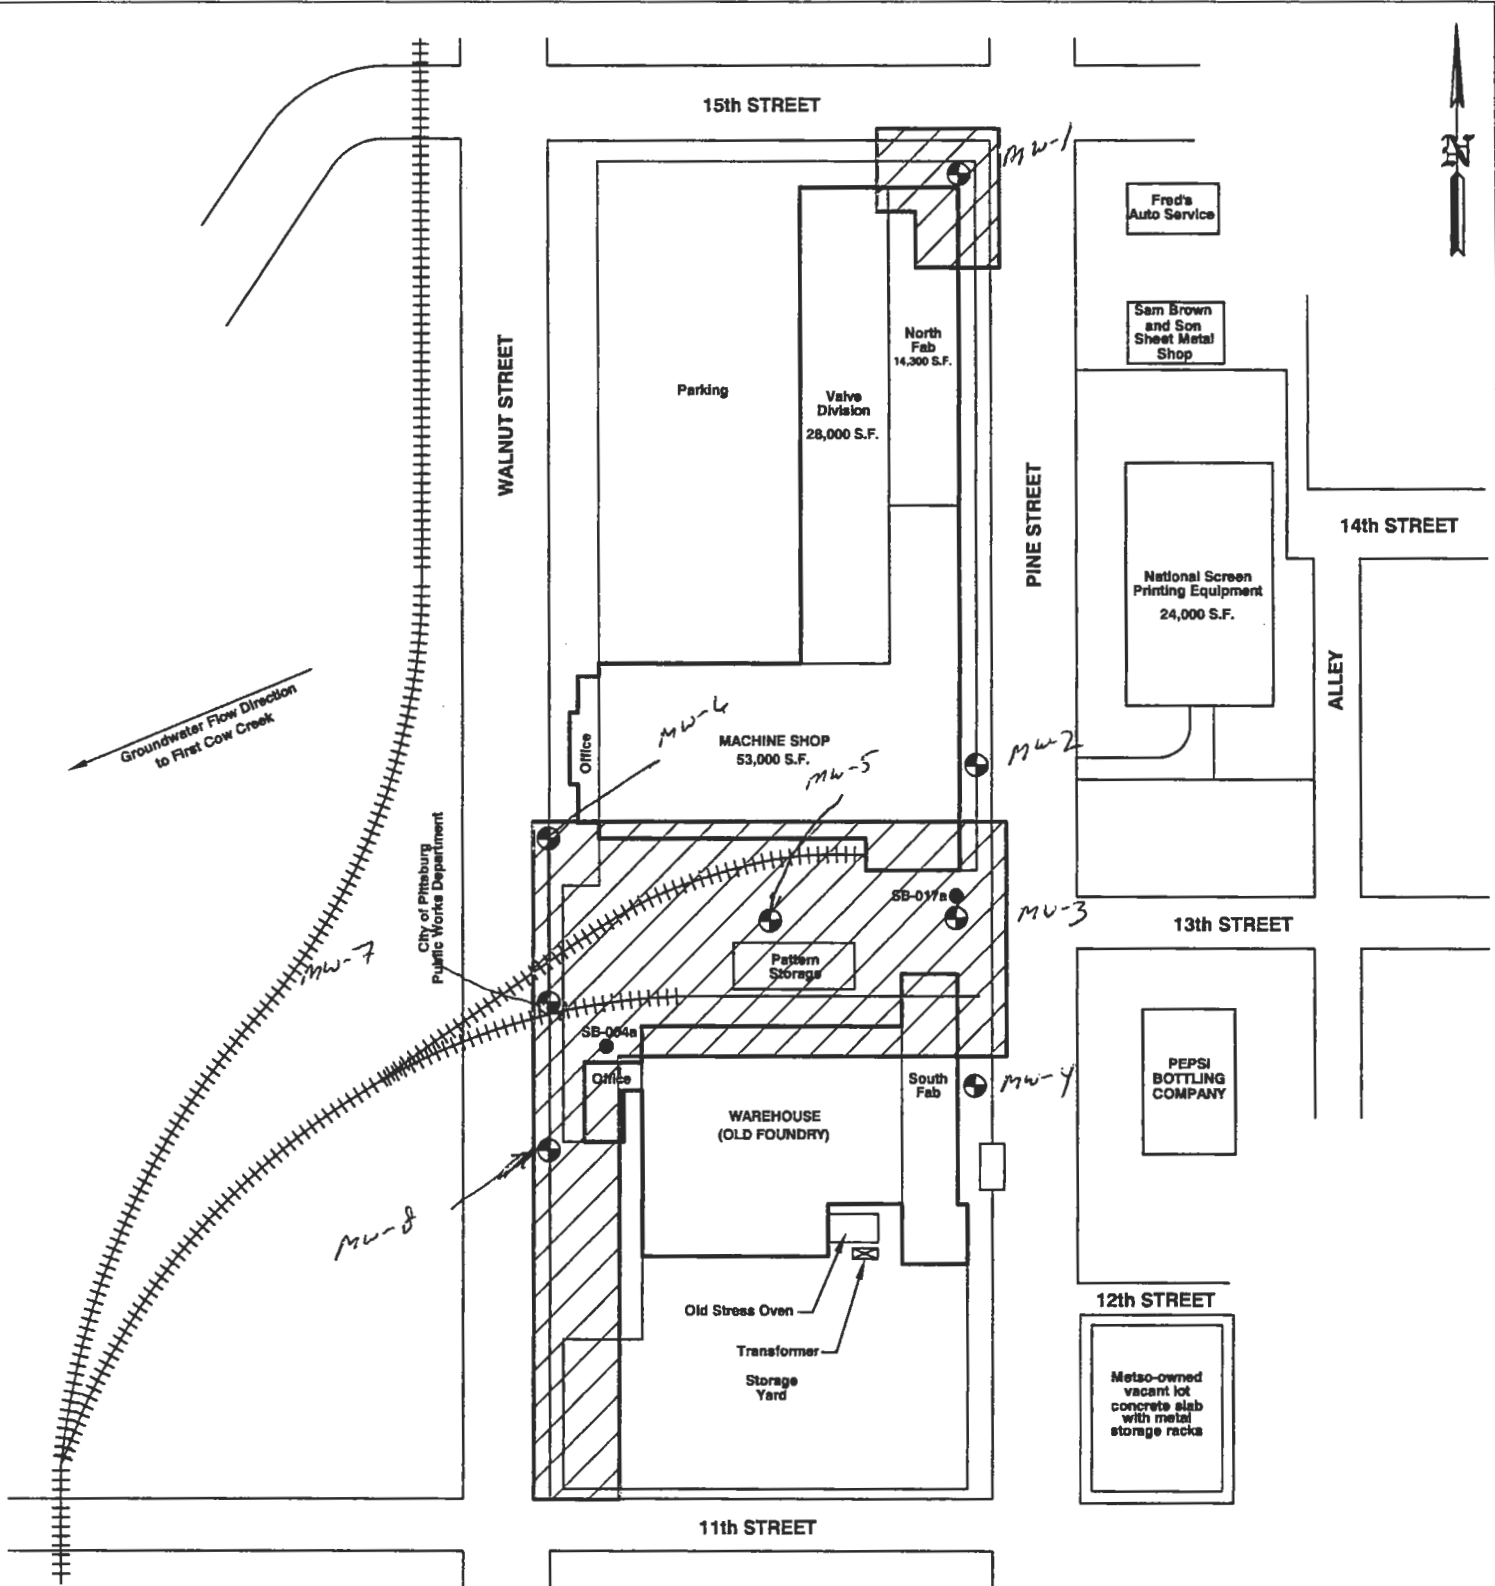 15th STREET
MW-1
N
Fred's
Auto Service
Sam Brown
and Son
Sheet Metal
Shop
North
Fab
14,300 S.F.
WALNUT STREET
Parking
Valve
Division
28,000 S.F.
PINE STREET
14th STREET
National Screen
Printing Equipment
24,000 S.F.
ALLEY
Groundwater Flow Direction
to First Cow Creek
MW-6
Office
MACHINE SHOP
53,000 S.F.
MW-5
MW-2
City of Pittsburg
Public Works Department
SB-017a
MW-3
13th STREET
MW-7
Pattern
Storage
SB-004a
Office
South
Fab
MW-4
PEPSI
BOTTLING
COMPANY
WAREHOUSE
(OLD FOUNDRY)
MW-8
Old Stress Oven
12th STREET
Transformer
Storage
Yard
Metso-owned
vacant lot
concrete slab
with metal
storage racks
11th STREET